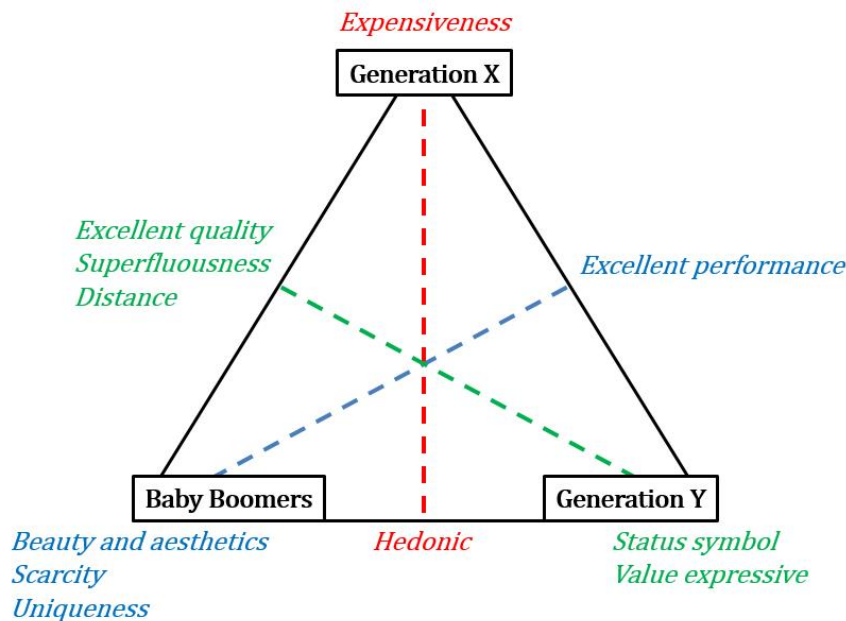 Expensiveness
Generation X
Excellent quality
Superfluousness
Distance
Excellent performance
Baby Boomers
Generation Y
Beauty and aesthetics
Scarcity
Uniqueness
Hedonic
Status symbol
Value expressive